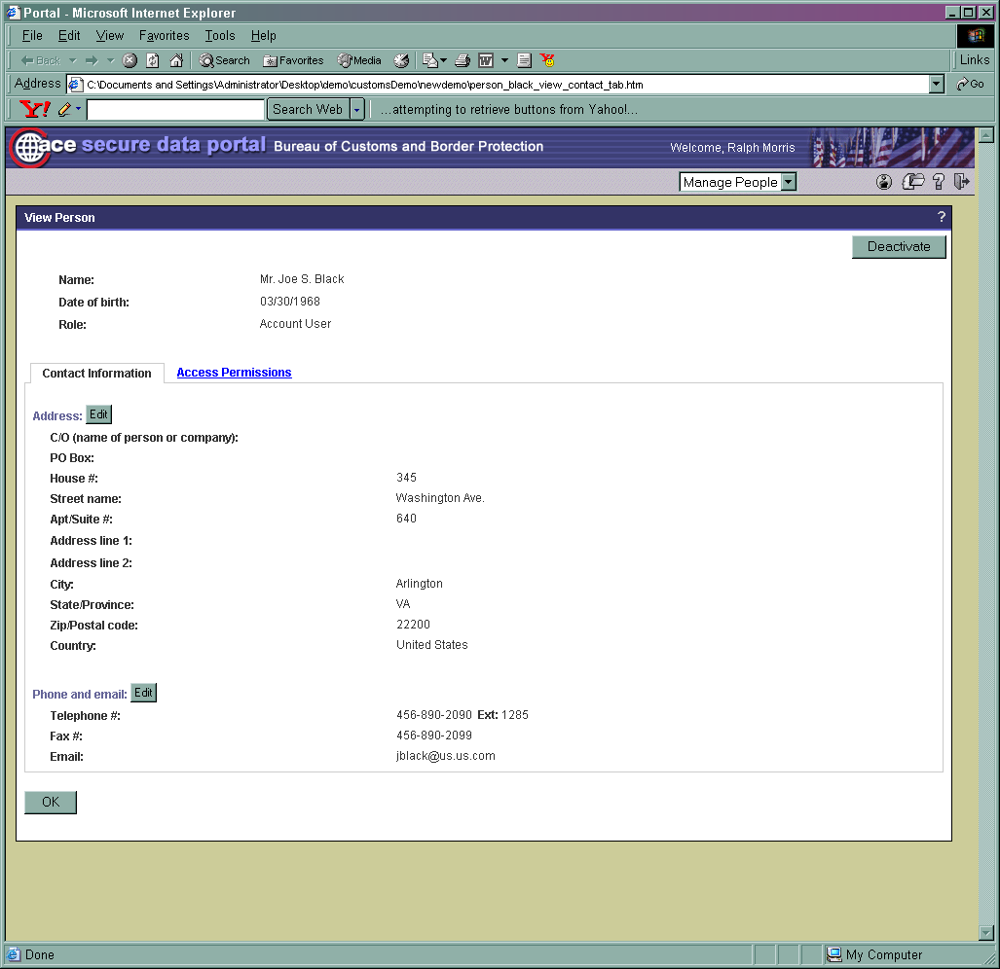 Portal - Microsoft Internet Explorer
File Edit View Favorites Tools Help
Back Search Favorites Media Links
Address C:\Documents and Settings\Administrator\Desktop\demo\customsDemo\newdemo\person_black_view_contact_tab.htm Go
Y! Search Web ...attempting to retrieve buttons from Yahoo!...
ace secure data portal Bureau of Customs and Border Protection Welcome, Ralph Morris
Manage People ?
View Person ?
Deactivate
Name: Mr. Joe S. Black
Date of birth: 03/30/1968
Role: Account User
Contact Information Access Permissions
Address: Edit
C/O (name of person or company):
PO Box:
House #: 345
Street name: Washington Ave.
Apt/Suite #: 640
Address line 1:
Address line 2:
City: Arlington
State/Province: VA
Zip/Postal code: 22200
Country: United States
Phone and email: Edit
Telephone #: 456-890-2090 Ext: 1285
Fax #: 456-890-2099
Email: jblack@us.us.com
OK
Done My Computer